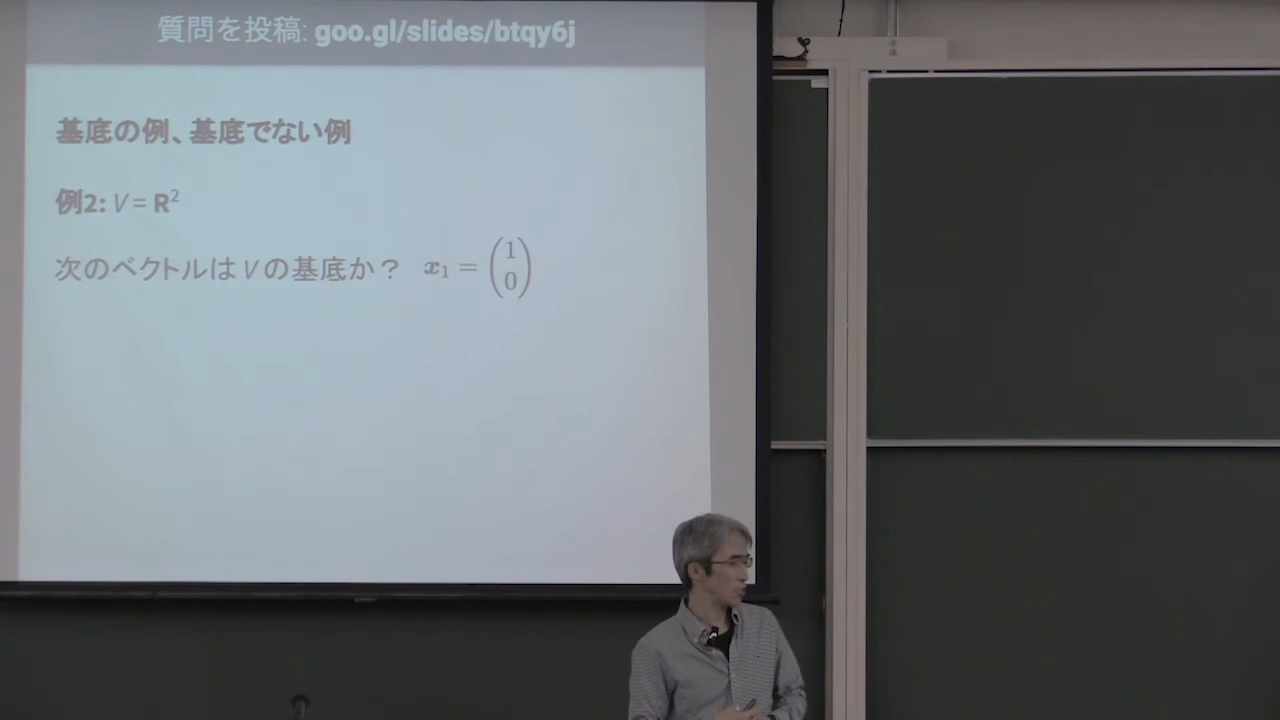 質問を投稿: goo.gl/slides/btqy6j
基底の例、基底でない例
例2: V = R²
次のベクトルは V の基底か？ x₁ = (1 0)